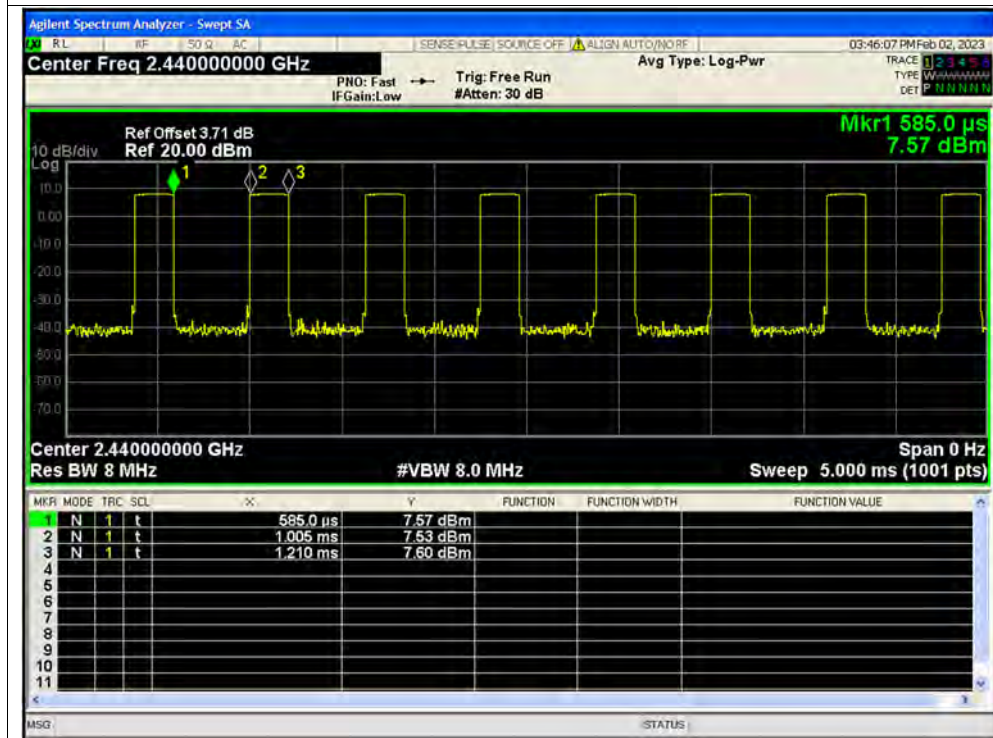 Agilent Spectrum Analyzer - Swept SA
RL RF 50 Ω AC SENSE:PULSE SOURCE OFF ALIGN AUTO/NO RF 03:46:07 PM Feb 02, 2023
Center Freq 2.440000000 GHz Avg Type: Log-Pwr TRACE 1 2 3 4 5 6
PNO: Fast Trig: Free Run TYPE W
IFGain:Low #Atten: 30 dB DET P N N N N N
Mkr1 585.0 µs
7.57 dBm
Ref Offset 3.71 dB
10 dB/div Ref 20.00 dBm
Log
1 2 3
10.0
0.00
-10.0
-20.0
-30.0
-40.0
-50.0
-60.0
-70.0
Center 2.440000000 GHz Span 0 Hz
Res BW 8 MHz #VBW 8.0 MHz Sweep 5.000 ms (1001 pts)
MKR MODE TRC SCL X Y FUNCTION FUNCTION WIDTH FUNCTION VALUE
1 N 1 t 585.0 µs 7.57 dBm
2 N 1 t 1.005 ms 7.53 dBm
3 N 1 t 1.210 ms 7.60 dBm
4
5
6
7
8
9
10
11
MSG STATUS